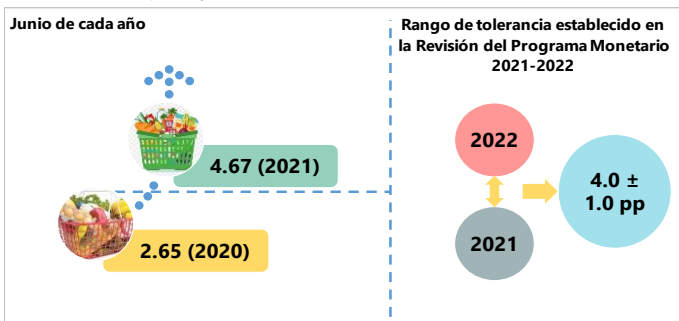 Junio de cada año
4.67 (2021)
2.65 (2020)
Rango de tolerancia establecido en
la Revisión del Programa Monetario
2021-2022
2022
2021
4.0 ±
1.0 pp